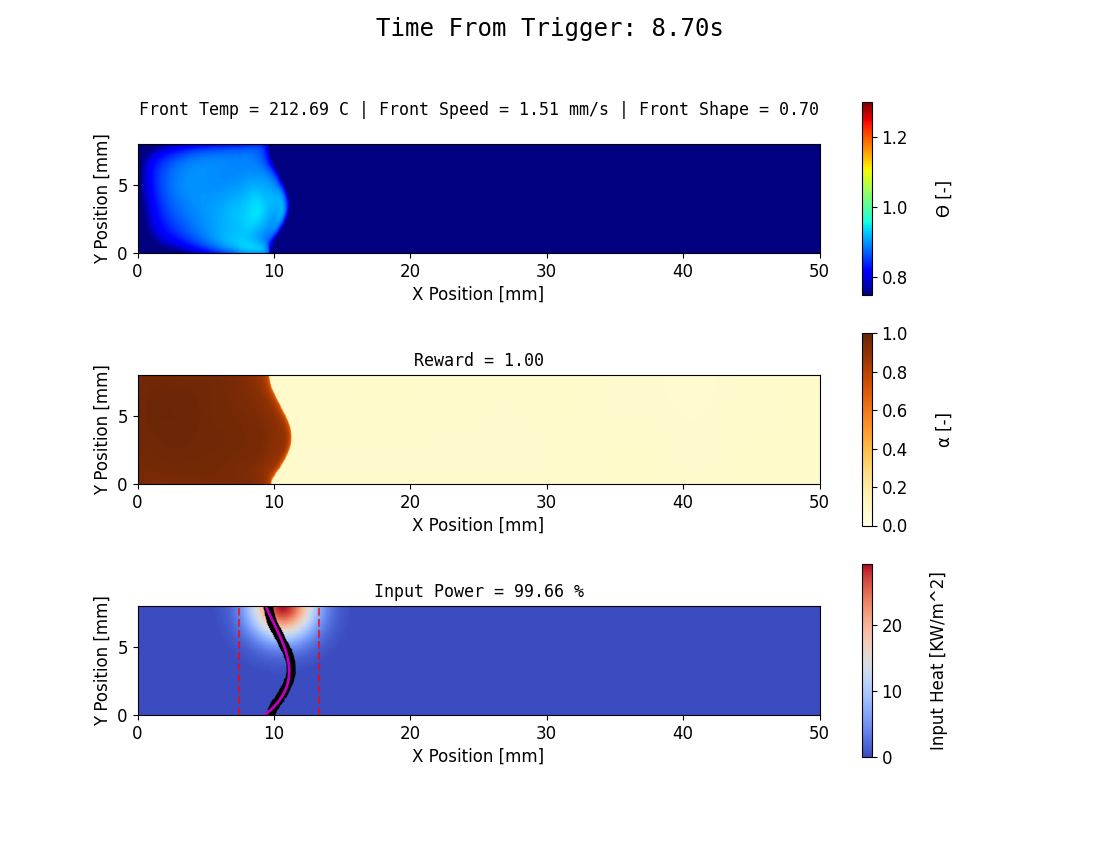 Time From Trigger: 8.70s
Front Temp = 212.69 C | Front Speed = 1.51 mm/s | Front Shape = 0.70
Y Position [mm]
5
0
0 10 20 30 40 50
X Position [mm]
1.2
1.0
0.8
Θ [-]
Reward = 1.00
Y Position [mm]
5
0
0 10 20 30 40 50
X Position [mm]
1.0
0.8
0.6
0.4
0.2
0.0
α [-]
Input Power = 99.66 %
Y Position [mm]
5
0
0 10 20 30 40 50
X Position [mm]
20
10
0
Input Heat [KW/m^2]